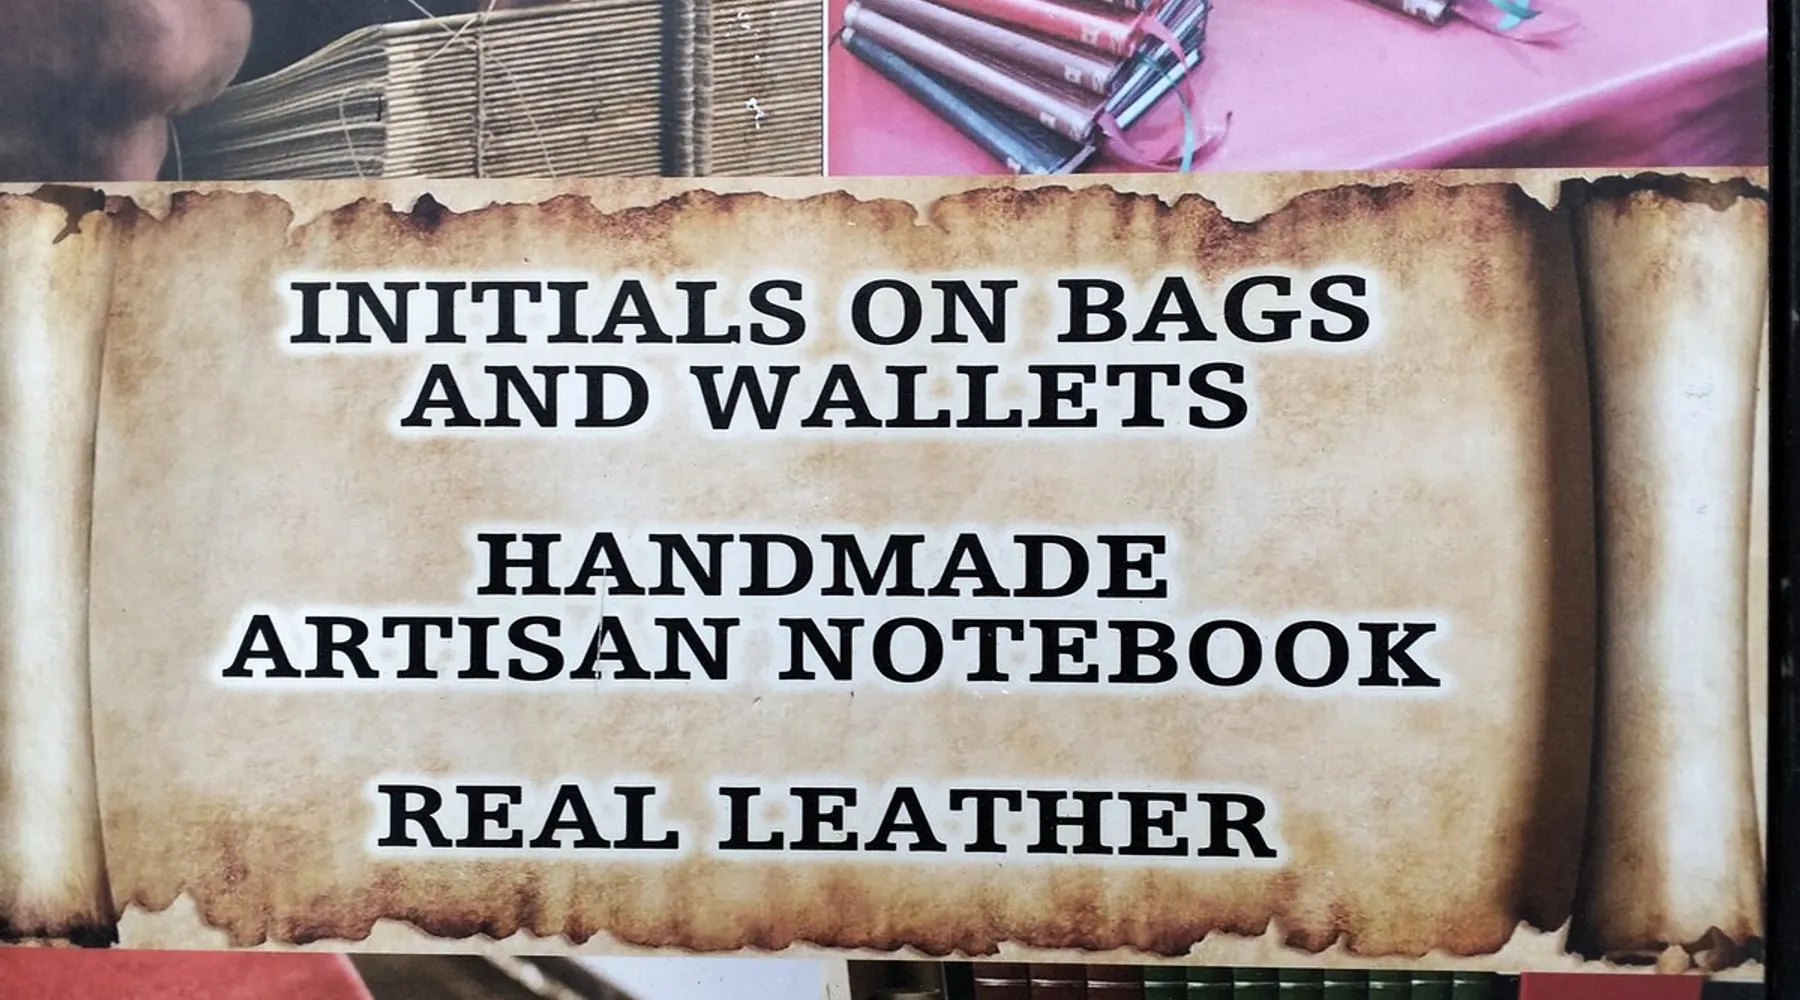 INITIALS ON BAGS
AND WALLETS
HANDMADE
ARTISAN NOTEBOOK
REAL LEATHER